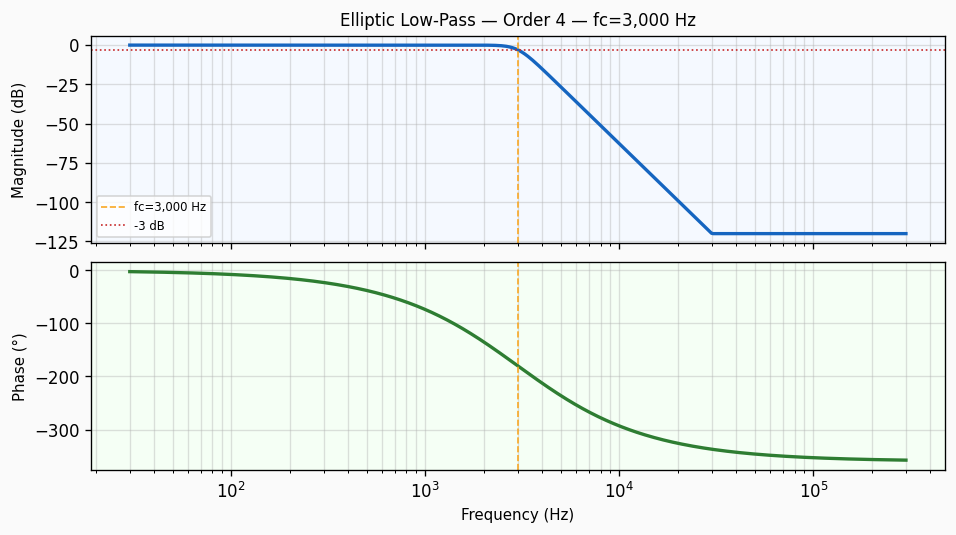 Elliptic Low-Pass — Order 4 — fc=3,000 Hz
Magnitude (dB)
0
−25
−50
−75
−100
−125
fc=3,000 Hz
-3 dB
Phase (°)
0
−100
−200
−300
10² 10³ 10⁴ 10⁵
Frequency (Hz)